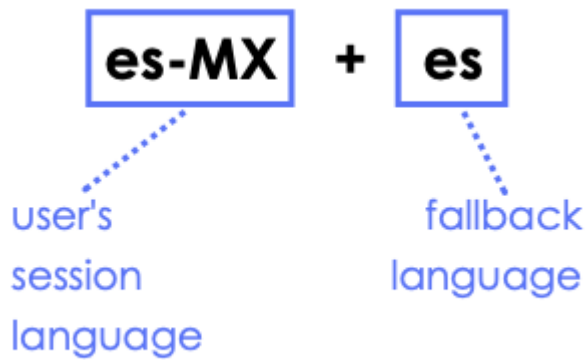 es-MX + es
user's
session
language
fallback
language